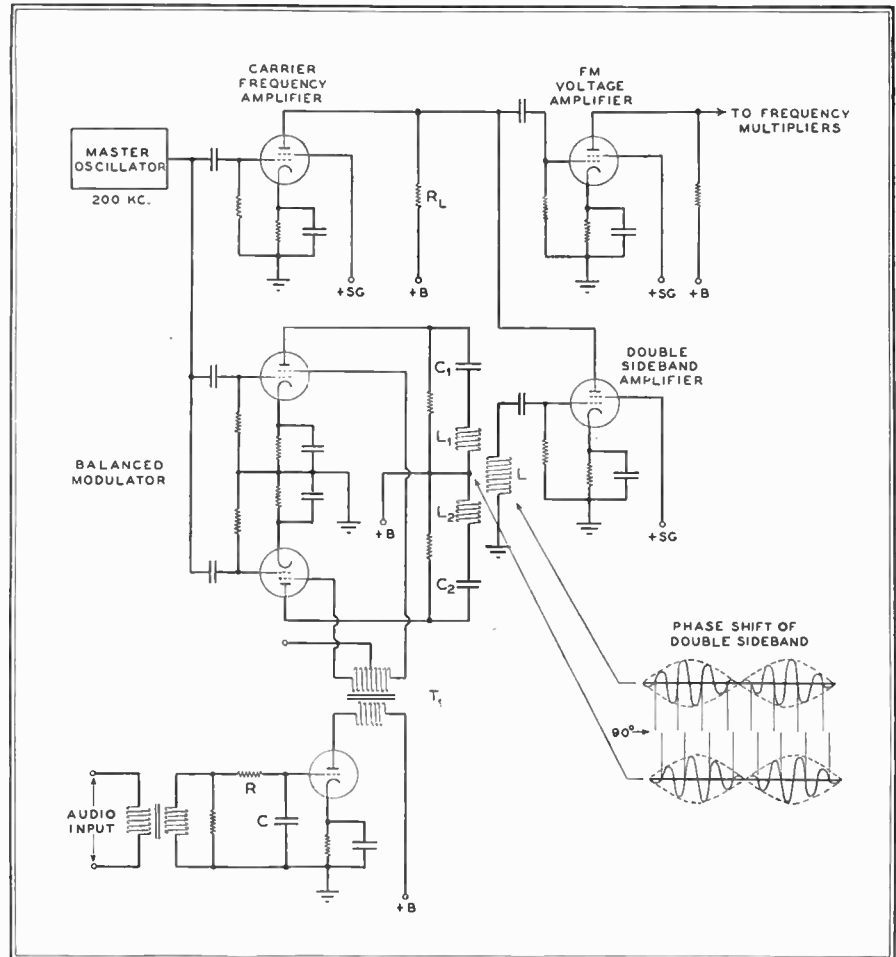 CARRIER
FREQUENCY
AMPLIFIER
FM
VOLTAGE
AMPLIFIER
TO FREQUENCY
MULTIPLIERS
MASTER
OSCILLATOR
200 KC.
R_L
+SG
+B
+SG
+B
DOUBLE
SIDEBAND
AMPLIFIER
C1
L1
BALANCED
MODULATOR
L
L2
+B
C2
+SG
PHASE SHIFT OF
DOUBLE SIDEBAND
T1
90°
R
AUDIO
INPUT
C
+B